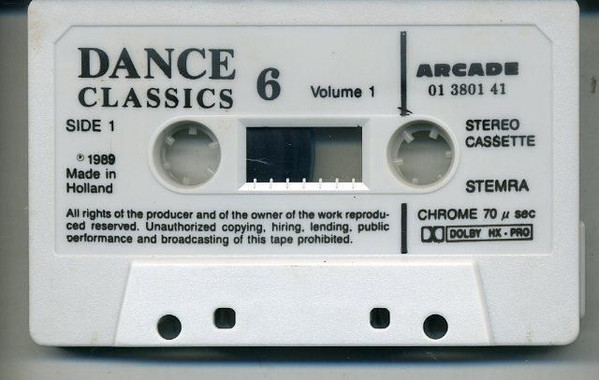 DANCE
CLASSICS
6
Volume 1
ARCADE
01 3801 41
SIDE 1
STEREO
CASSETTE
℗ 1989
Made in
Holland
STEMRA
All rights of the producer and of the owner of the work reprodu-
ced reserved. Unauthorized copying, hiring, lending, public
performance and broadcasting of this tape prohibited.
CHROME 70 µ sec
DOLBY HX - PRO